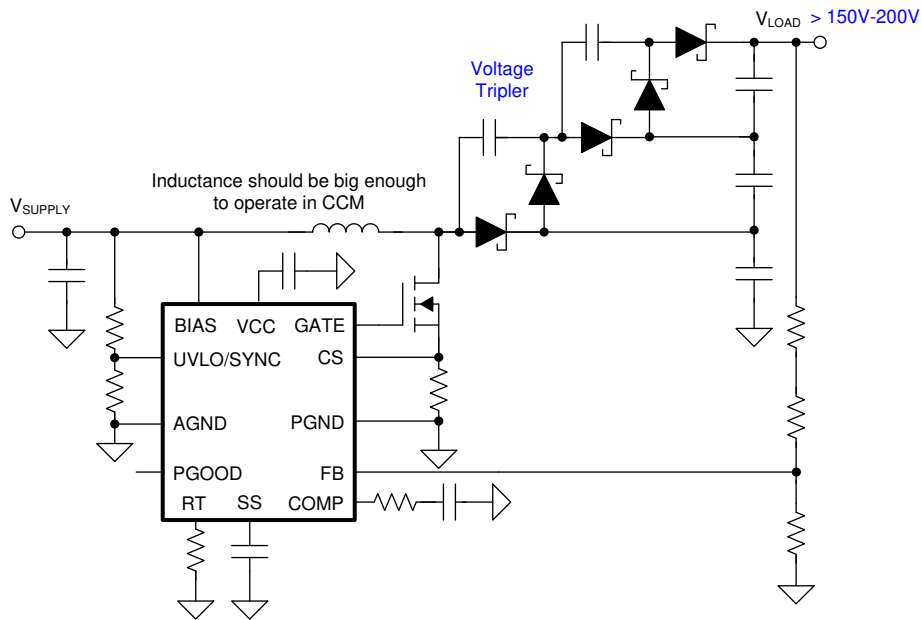 VLOAD > 150V-200V
Voltage
Tripler
Inductance should be big enough
to operate in CCM
VSUPPLY
BIAS
VCC
GATE
UVLO/SYNC
CS
AGND
PGND
PGOOD
FB
RT
SS
COMP